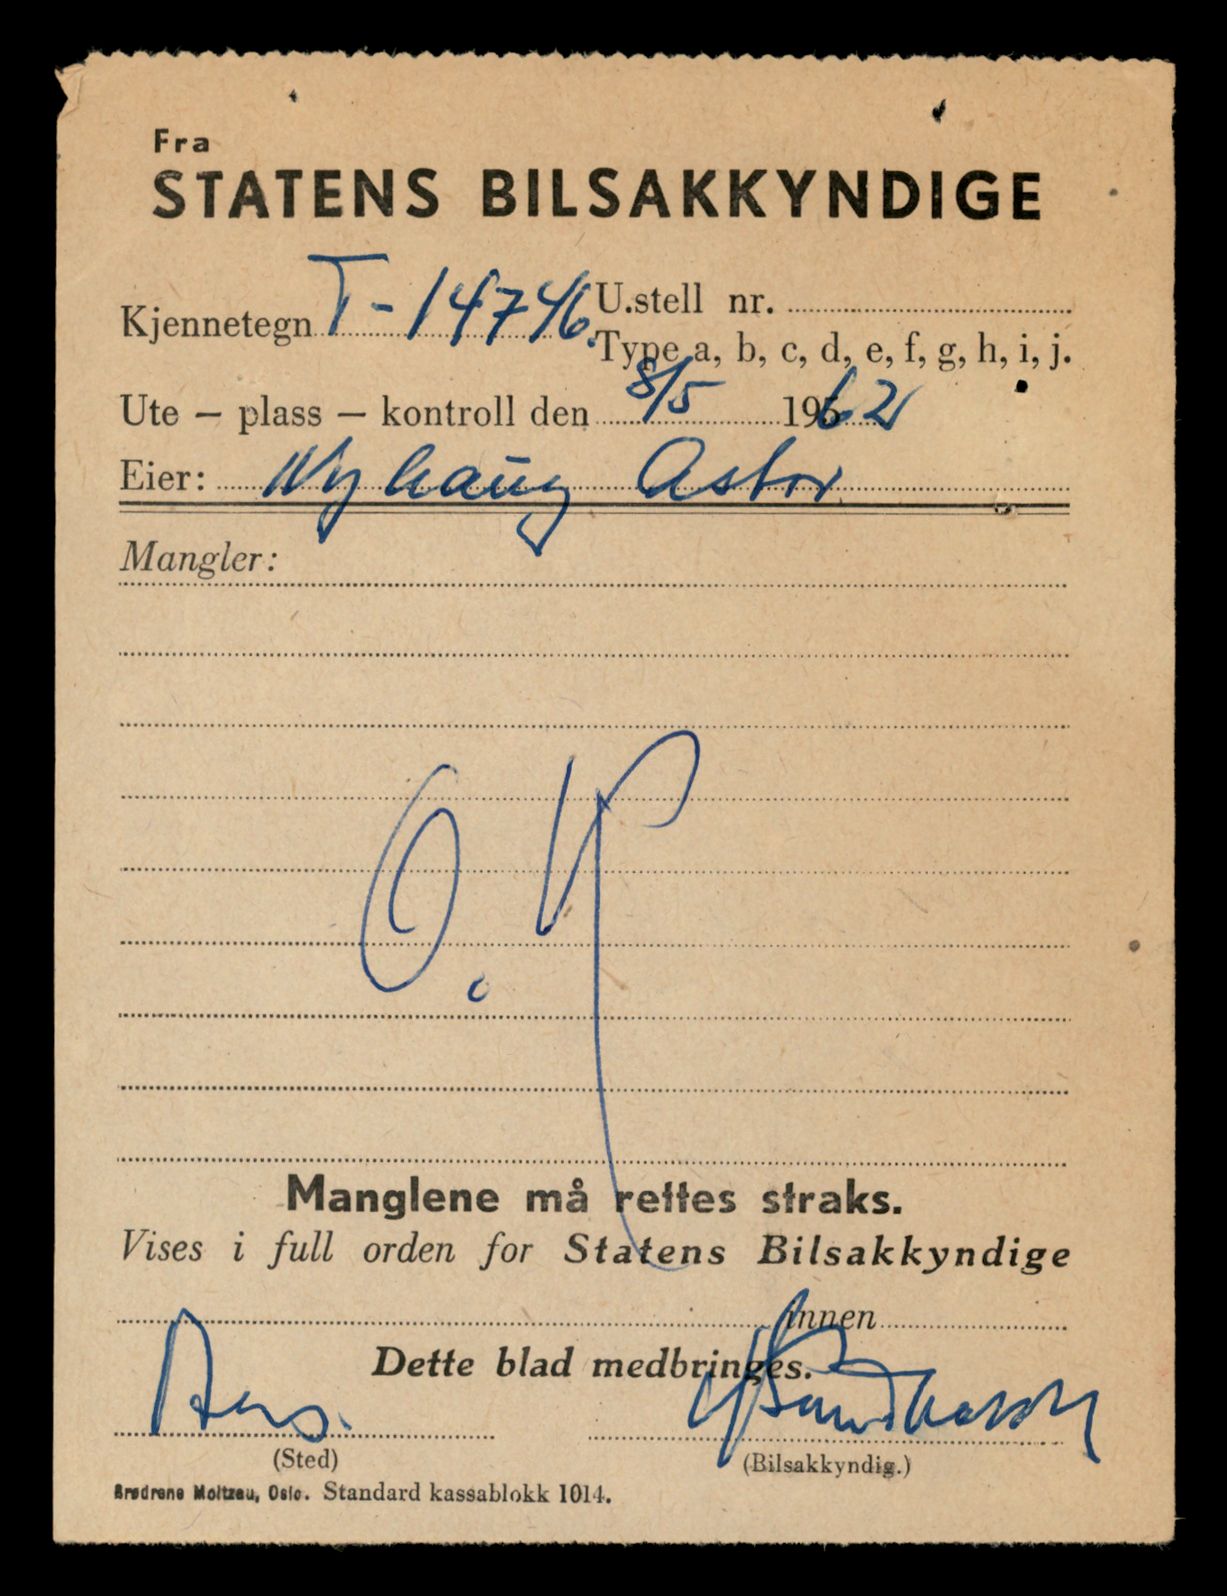 Fra
STATENS BILSAKKYNDIGE
Kjennetegn T-14746. U.stell nr.
Type a, b, c, d, e, f, g, h, i, j.
Ute – plass – kontroll den 8/5 1962
Eier: Nyhaug Astor
Mangler:
O.K
Manglene må rettes straks.
Vises i full orden for Statens Bilsakkyndige
innen
Dette blad medbringes.
(Sted) (Bilsakkyndig.)
Brødrene Moltzau, Oslo. Standard kassablokk 1014.